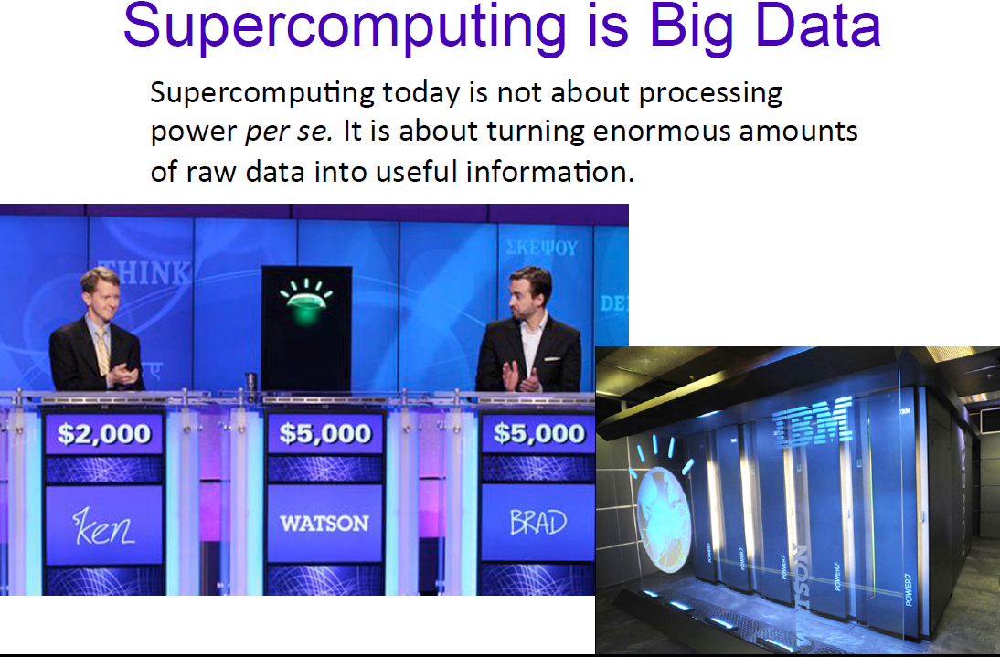 Supercomputing is Big Data
Supercomputing today is not about processing
power per se. It is about turning enormous amounts
of raw data into useful information.
THINK
ΣΚΕΨΟΥ
$2,000
$5,000
$5,000
Ken
WATSON
BRAD
IBM
WATSON
POWER7
POWER7
POWER7
POWER7
POWER7